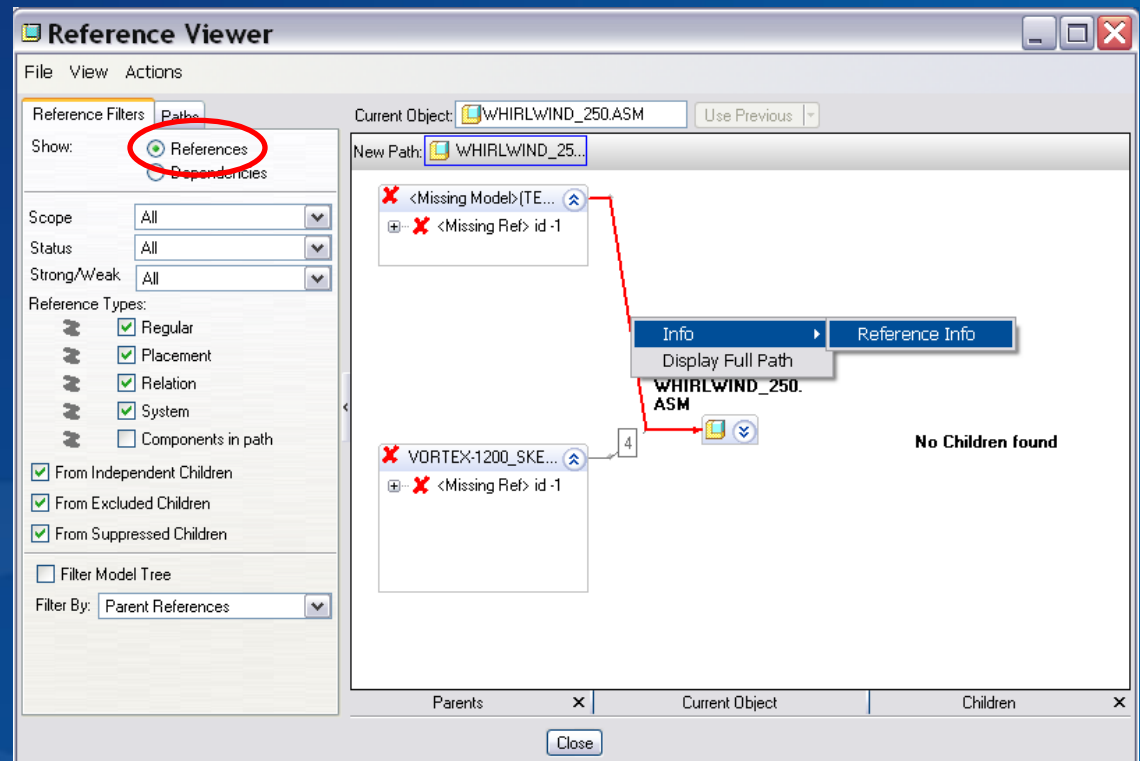 Reference Viewer
File View Actions
Reference Filters Paths
Current Object: WHIRLWIND_250.ASM Use Previous
Show: References
Dependencies
New Path: WHIRLWIND_25...
Scope All
Status All
Strong/Weak All
Reference Types:
Regular
Placement
Relation
System
Components in path
From Independent Children
From Excluded Children
From Suppressed Children
Filter Model Tree
Filter By: Parent References
<Missing Model>(TE...
<Missing Ref> id -1
Info Reference Info
Display Full Path
WHIRLWIND_250.
ASM
4
No Children found
VORTEX-1200_SKE...
<Missing Ref> id -1
Parents Current Object Children
Close